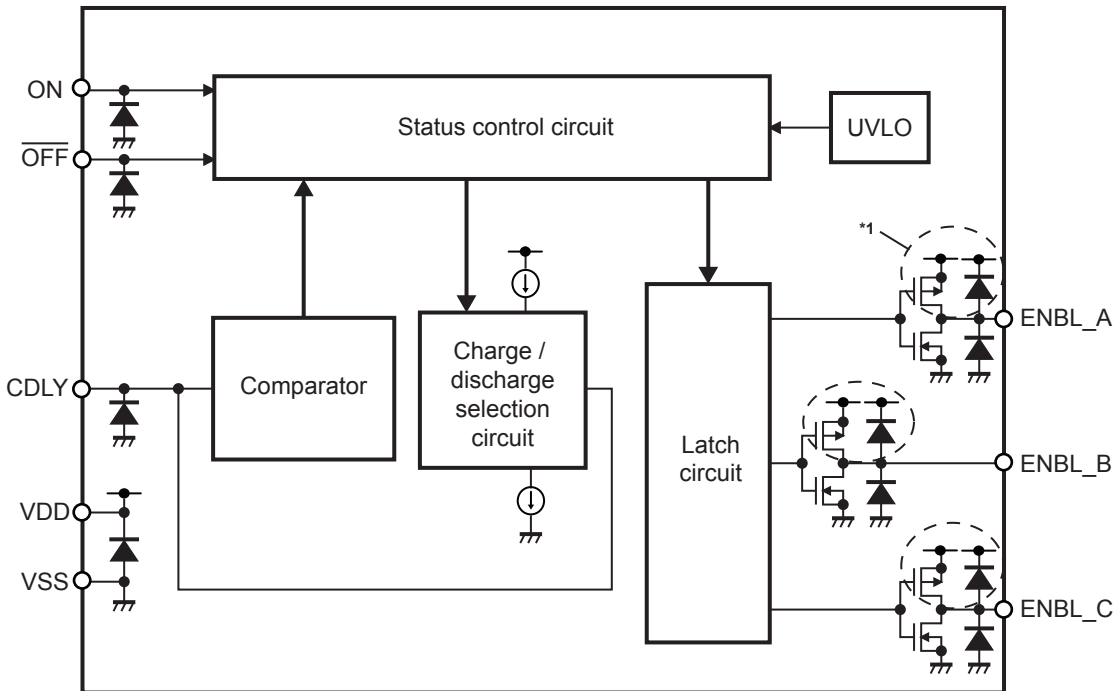 ON
Status control circuit
UVLO
OFF
*1
ENBL_A
Charge /
discharge
selection
circuit
Comparator
CDLY
Latch
circuit
ENBL_B
VDD
VSS
ENBL_C